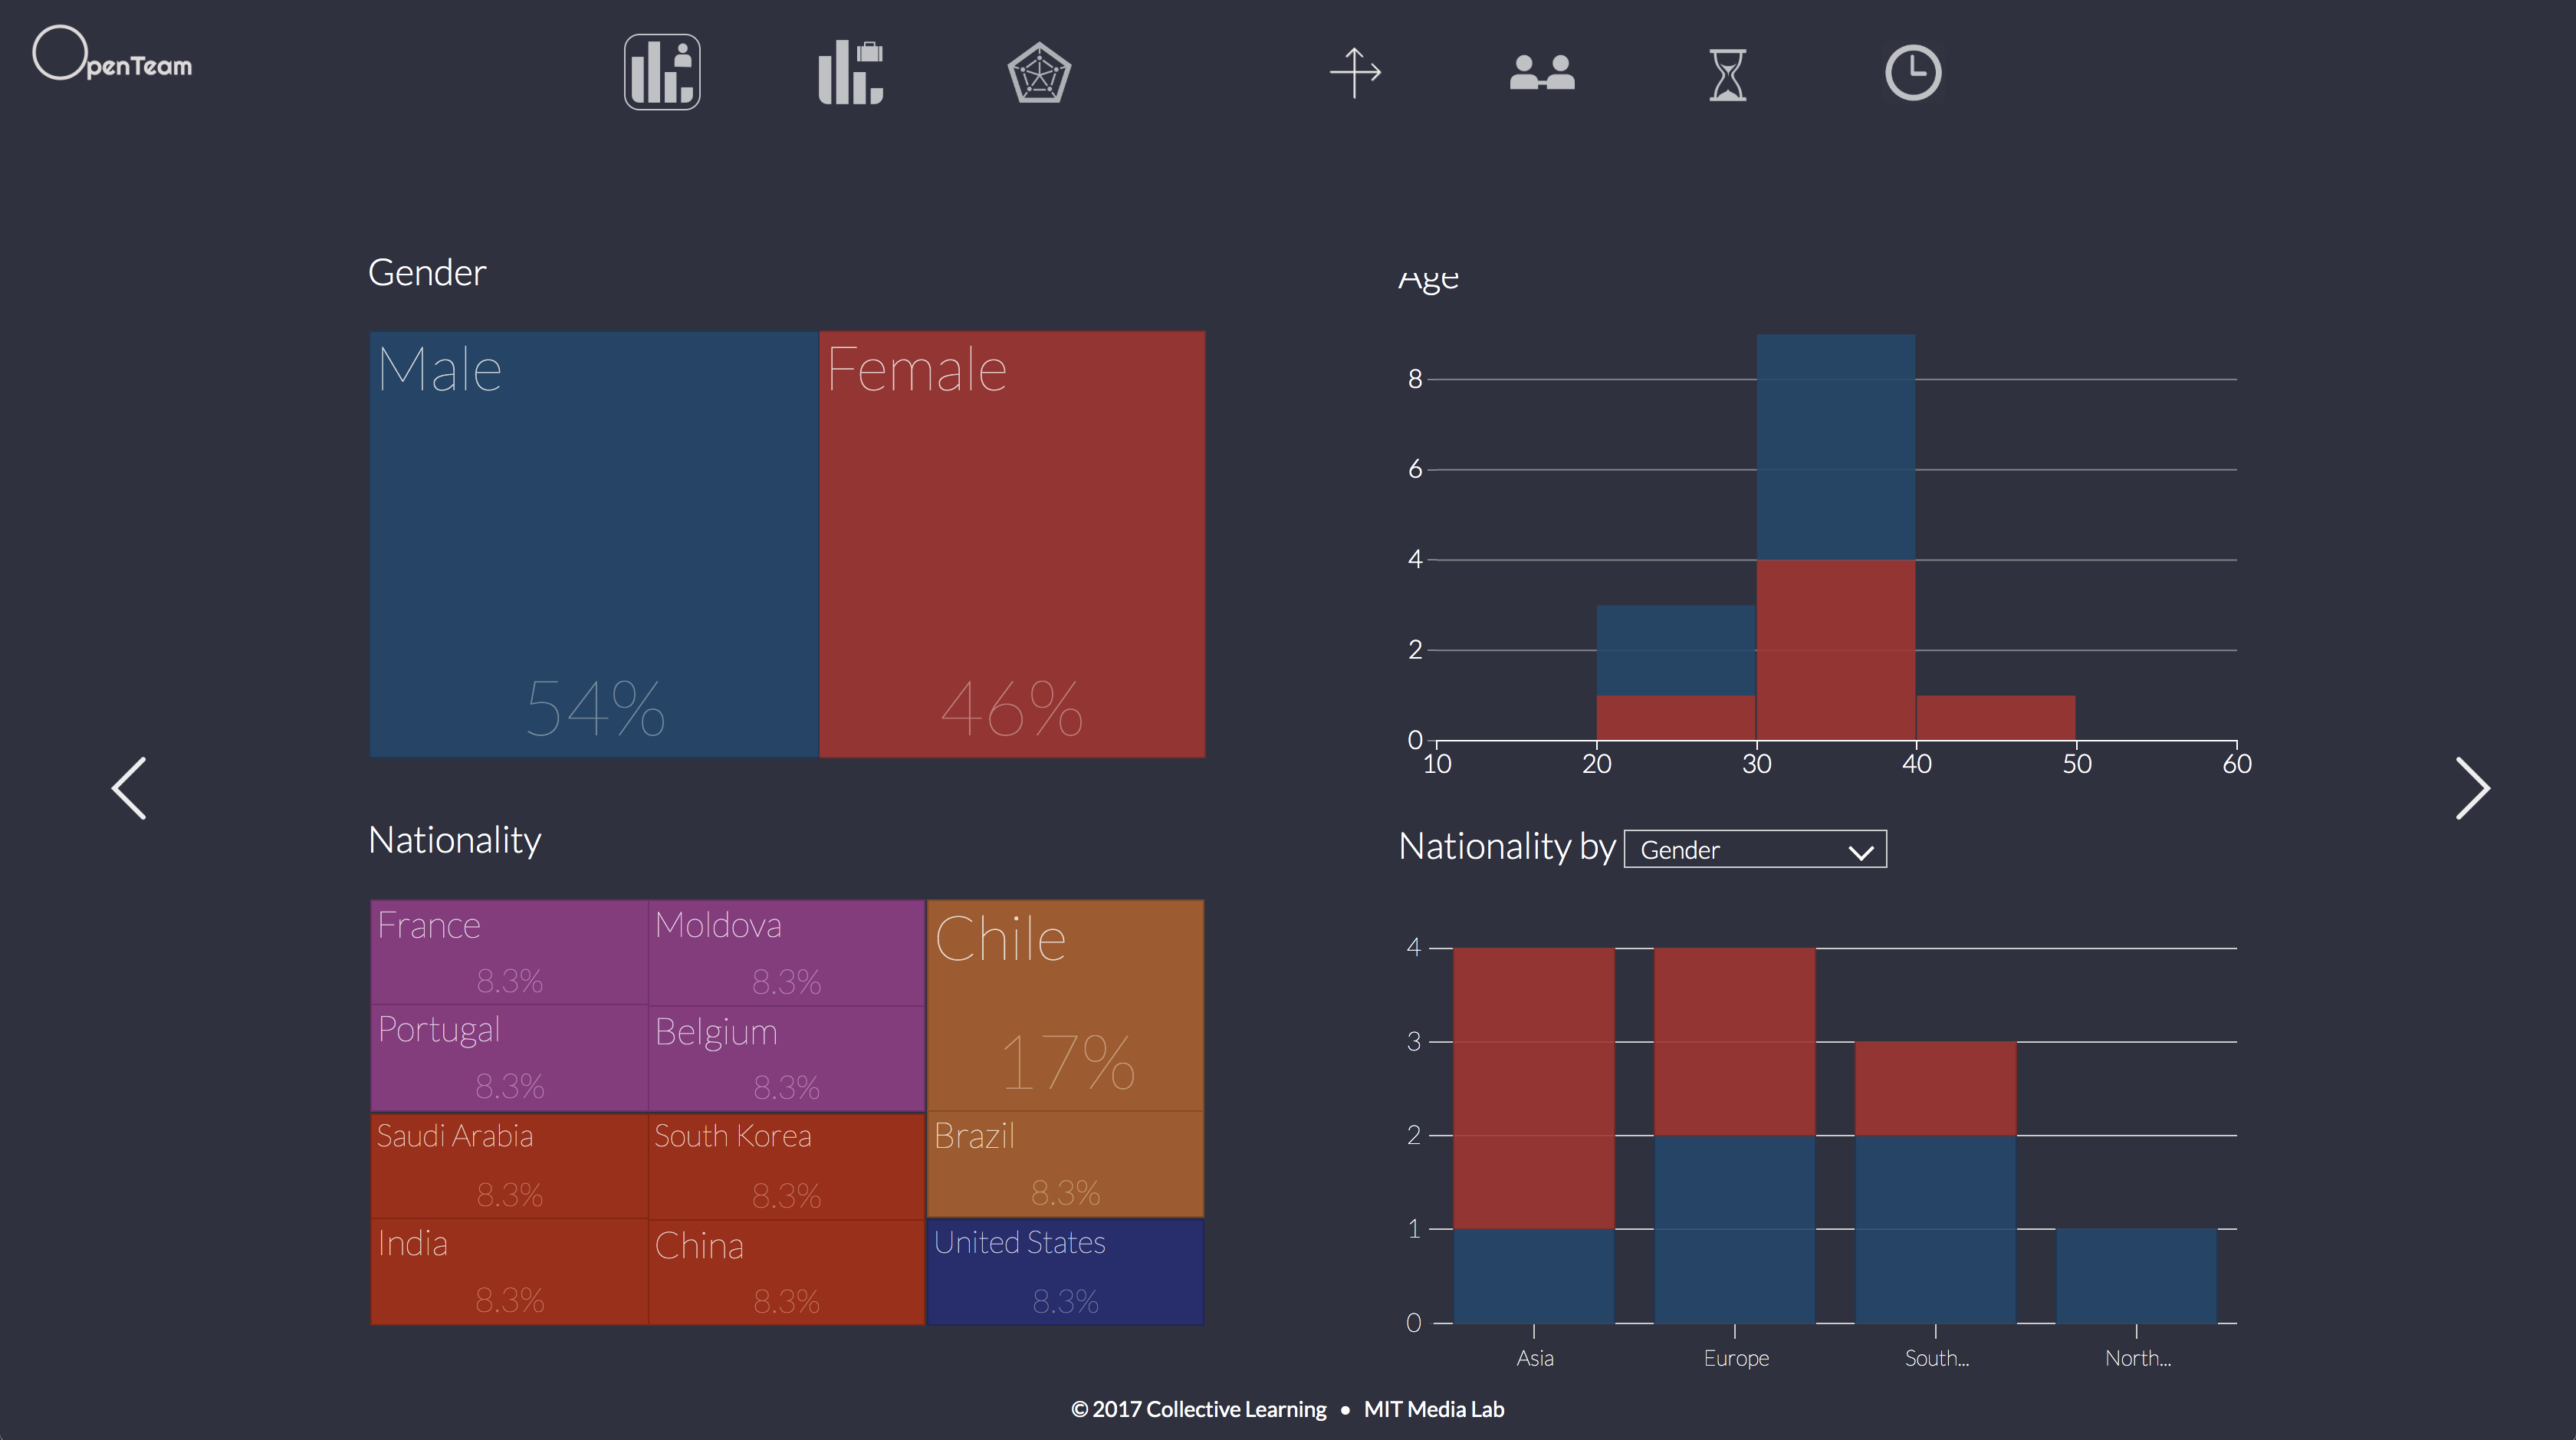 OpenTeam
Gender
Male
Female
54%
46%
Age
8
6
4
2
0
10 20 30 40 50 60
Nationality
France
8.3%
Moldova
8.3%
Chile
17%
Portugal
8.3%
Belgium
8.3%
Saudi Arabia
8.3%
South Korea
8.3%
Brazil
8.3%
India
8.3%
China
8.3%
United States
8.3%
Nationality by Gender
4
3
2
1
0
Asia Europe South... North...
© 2017 Collective Learning • MIT Media Lab